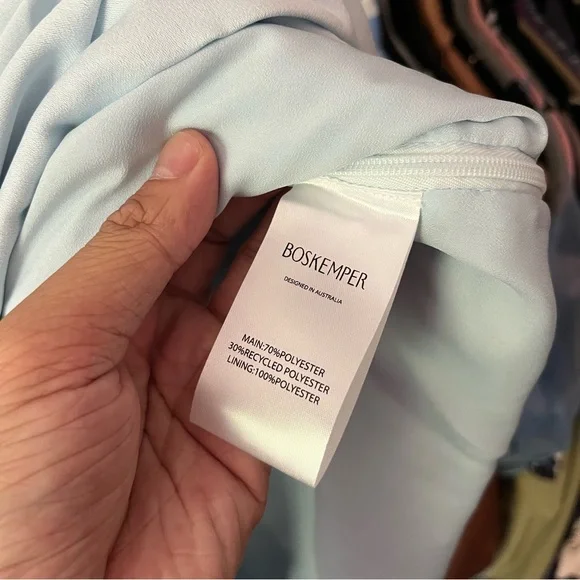 BOSKEMPER
DESIGNED IN AUSTRALIA
MAIN:70%POLYESTER
30%RECYCLED POLYESTER
LINING:100%POLYESTER